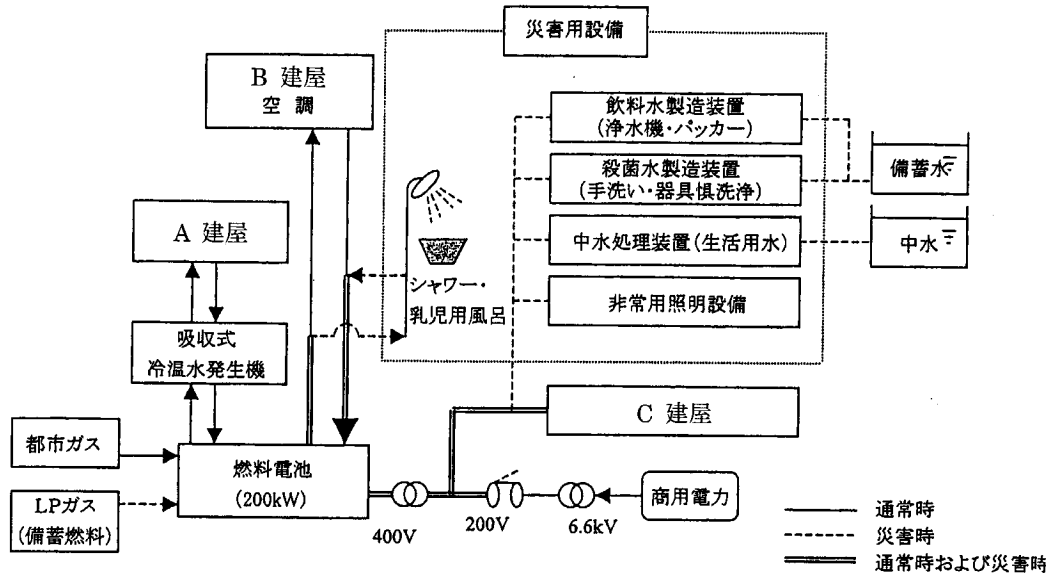 災害用設備
B 建屋
空 調
飲料水製造装置
(浄水機・パッカー)
殺菌水製造装置
(手洗い・器具惧洗浄)
備蓄水
A 建屋
中水処理装置(生活用水)
中水
シャワー・
乳児用風呂
非常用照明設備
吸収式
冷温水発生機
C 建屋
都市ガス
燃料電池
(200kW)
LPガス
(備蓄燃料)
商用電力
400V
200V
6.6kV
通常時
災害時
通常時および災害時